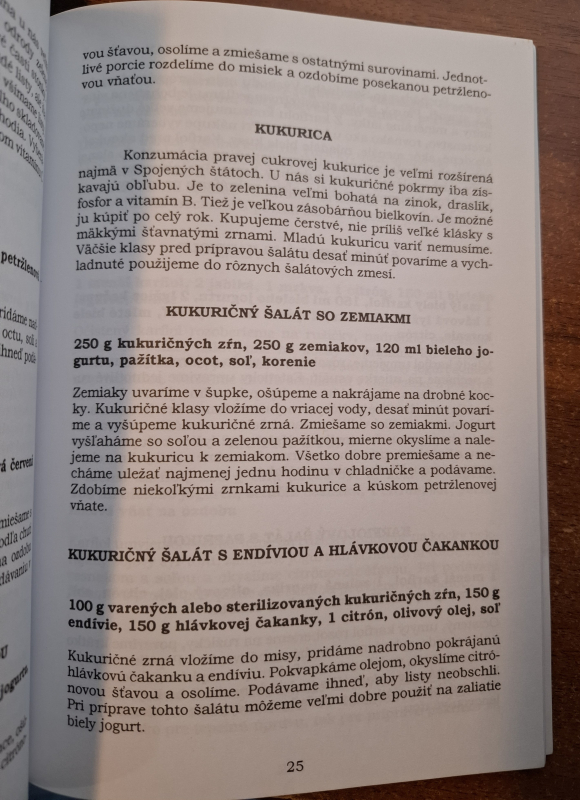 vou šťavou, osolíme a zmiešame s ostatnými surovinami. Jednot-
livé porcie rozdelíme do misiek a ozdobíme posekanou petržleno-
vou vňaťou.
KUKURICA
Konzumácia pravej cukrovej kukurice je veľmi rozšírená
najmä v Spojených štátoch. U nás si kukuričné pokrmy iba zís-
kavajú obľubu. Je to zelenina veľmi bohatá na zinok, draslík,
fosfor a vitamín B. Tiež je veľkou zásobárňou bielkovín. Je možné
ju kúpiť po celý rok. Kupujeme čerstvé, nie príliš veľké klásky s
mäkkými šťavnatými zrnami. Mladú kukuricu variť nemusíme.
Väčšie klasy pred prípravou šalátu desať minút povaríme a vych-
ladnuté použijeme do rôznych šalátových zmesí.
KUKURIČNÝ ŠALÁT SO ZEMIAKMI
250 g kukuričných zŕn, 250 g zemiakov, 120 ml bieleho jo-
gurtu, pažítka, ocot, soľ, korenie
Zemiaky uvaríme v šupke, ošúpeme a nakrájame na drobné koc-
ky. Kukuričné klasy vložíme do vriacej vody, desať minút povarí-
me a vyšúpeme kukuričné zrná. Zmiešame so zemiakmi. Jogurt
vyšľaháme so soľou a zelenou pažítkou, mierne okyslíme a nale-
jeme na kukuricu k zemiakom. Všetko dobre premiešame a ne-
cháme uležať najmenej jednu hodinu v chladničke a podávame.
Zdobíme niekoľkými zrnkami kukurice a kúskom petržlenovej
vňate.
KUKURIČNÝ ŠALÁT S ENDÍVIOU A HLÁVKOVOU ČAKANKOU
100 g varených alebo sterilizovaných kukuričných zŕn, 150 g
endívie, 150 g hlávkovej čakanky, 1 citrón, olivový olej, soľ
Kukuričné zrná vložíme do misy, pridáme nadrobno pokrájanú
hlávkovú čakanku a endíviu. Pokvapkáme olejom, okyslíme citró-
novou šťavou a osolíme. Podávame ihneď, aby listy neobschli.
Pri príprave tohto šalátu môžeme veľmi dobre použiť na zaliatie
biely jogurt.
25